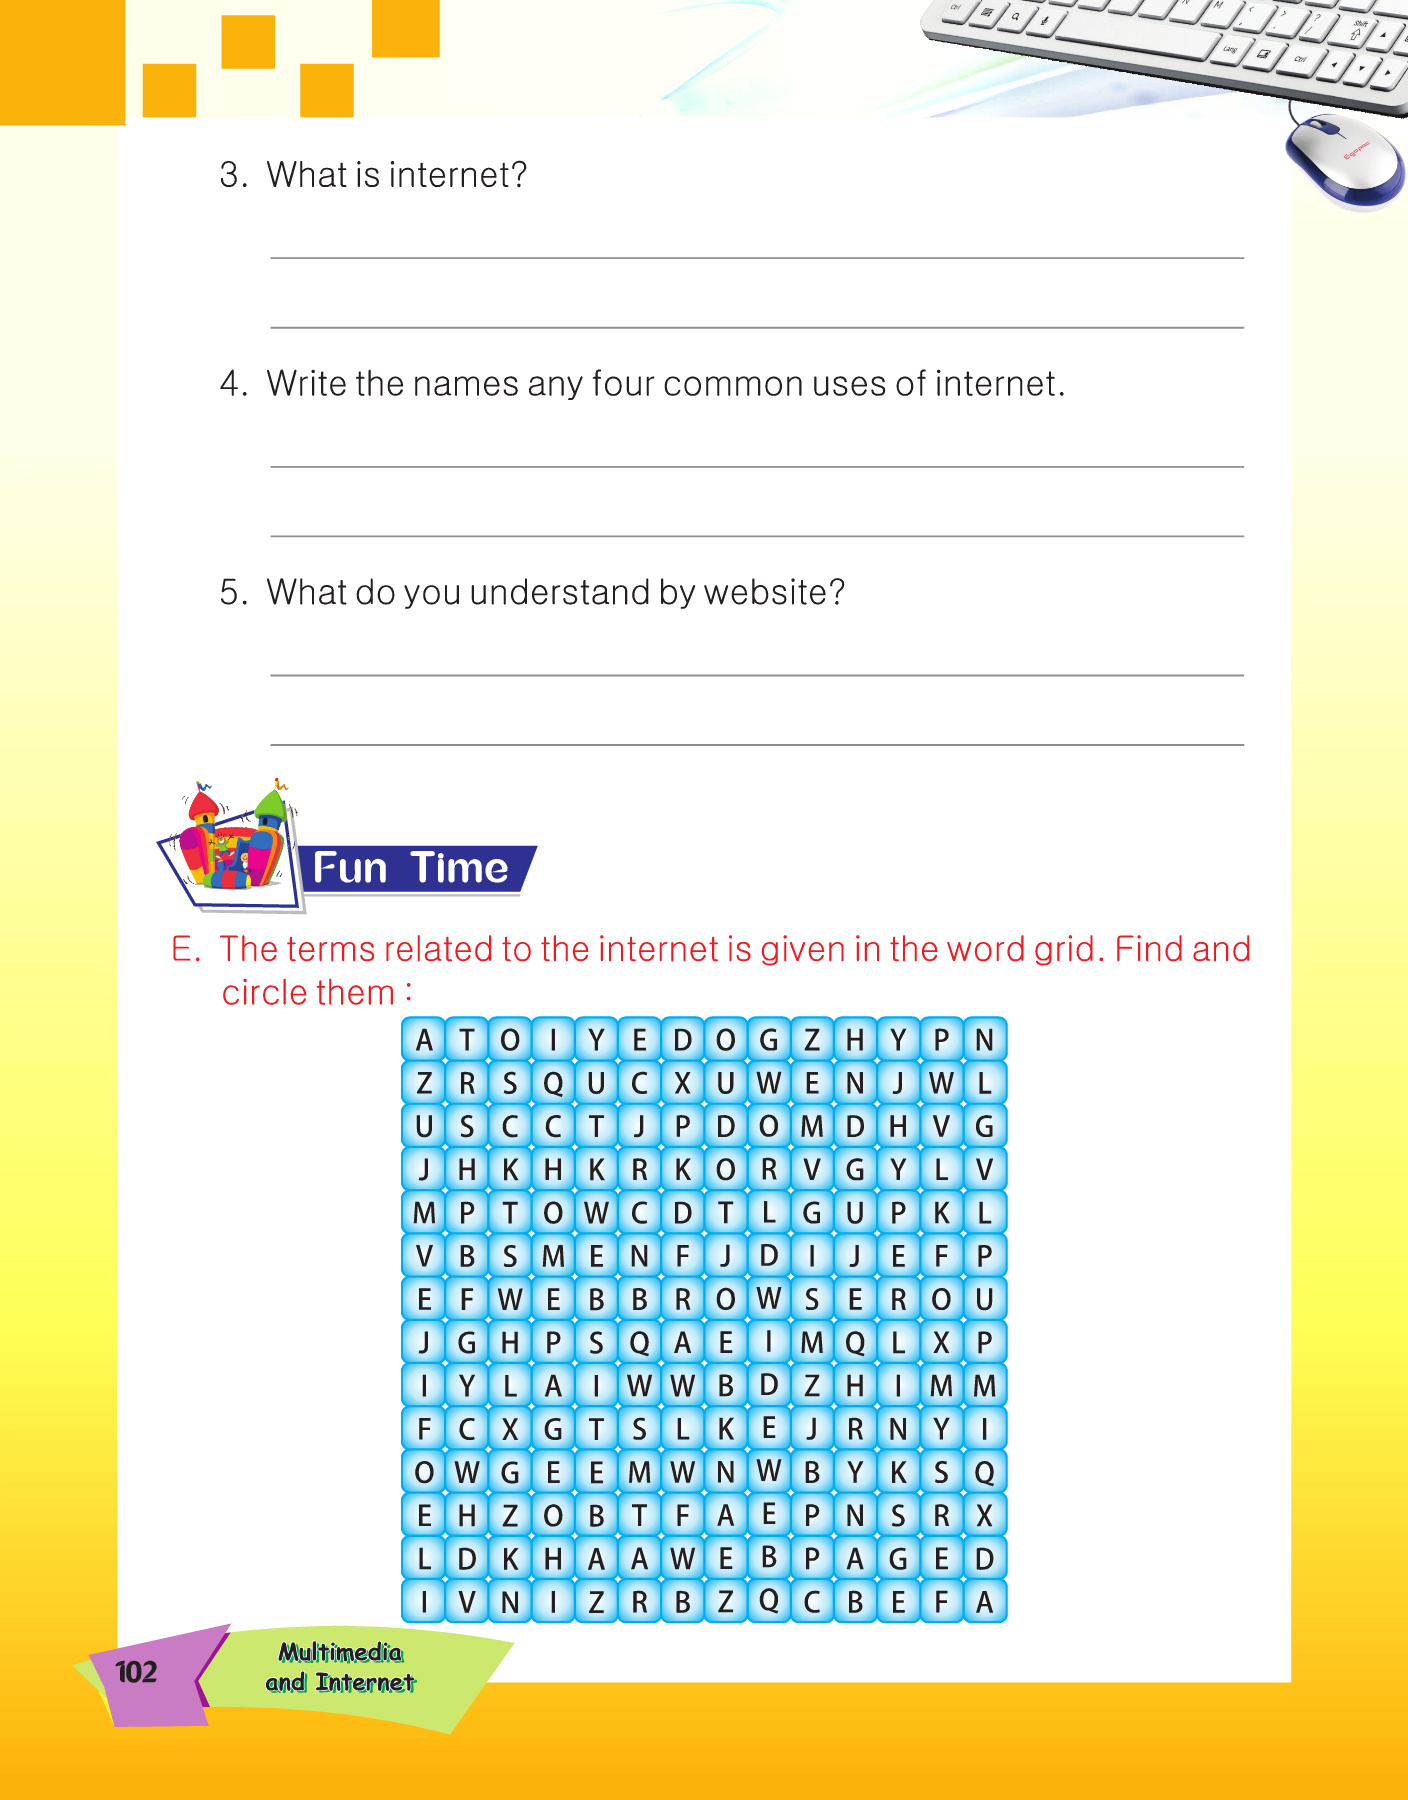 3. What is internet?
4. Write the names any four common uses of internet.
5. What do you understand by website?
Fun Time
E. The terms related to the internet is given in the word grid. Find and
circle them :
A T O I Y E D O G Z H Y P N
Z R S Q U C X U W E N J W L
U S C C T J P D O M D H V G
J H K H K R K O R V G Y L V
M P T O W C D T L G U P K L
V B S M E N F J D I J E F P
E F W E B B R O W S E R O U
J G H P S Q A E I M Q L X P
I Y L A I W W B D Z H I M M
F C X G T S L K E J R N Y I
O W G E E M W N W B Y K S Q
E H Z O B T F A E P N S R X
L D K H A A W E B P A G E D
I V N I Z R B Z Q C B E F A
102
Multimedia
and Internet